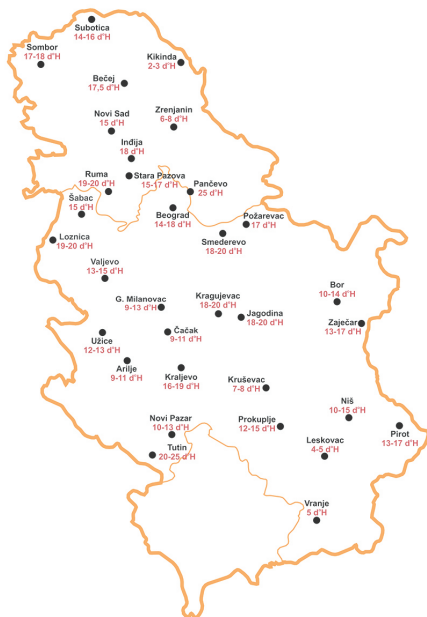 Subotica
14-16 d°H
Sombor
17-18 d°H
Kikinda
2-3 d°H
Bečej
17,5 d°H
Zrenjanin
6-8 d°H
Novi Sad
15 d°H
Inđija
18 d°H
Ruma
19-20 d°H
Stara Pazova
15-17 d°H
Pančevo
25 d°H
Šabac
15 d°H
Beograd
14-18 d°H
Požarevac
17 d°H
Loznica
19-20 d°H
Smederevo
18-20 d°H
Valjevo
13-15 d°H
Bor
10-14 d°H
G. Milanovac
9-13 d°H
Kragujevac
18-20 d°H
Jagodina
18-20 d°H
Zaječar
13-17 d°H
Čačak
9-11 d°H
Užice
12-13 d°H
Arilje
9-11 d°H
Kraljevo
16-19 d°H
Kruševac
7-8 d°H
Niš
10-15 d°H
Novi Pazar
10-13 d°H
Prokuplje
12-15 d°H
Pirot
13-17 d°H
Tutin
20-25 d°H
Leskovac
4-5 d°H
Vranje
5 d°H